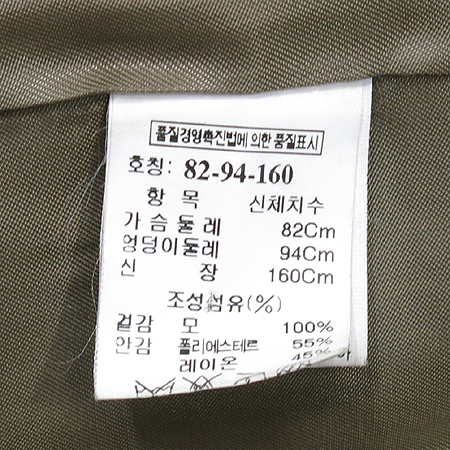 품질경영촉진법에 의한 품질표시
호칭: 82-94-160
항 목 신체치수
가슴둘레 82Cm
엉덩이둘레 94Cm
신 장 160Cm
조성섬유(%)
겉감 모 100%
안감 폴리에스테르 55%
레이온 45%